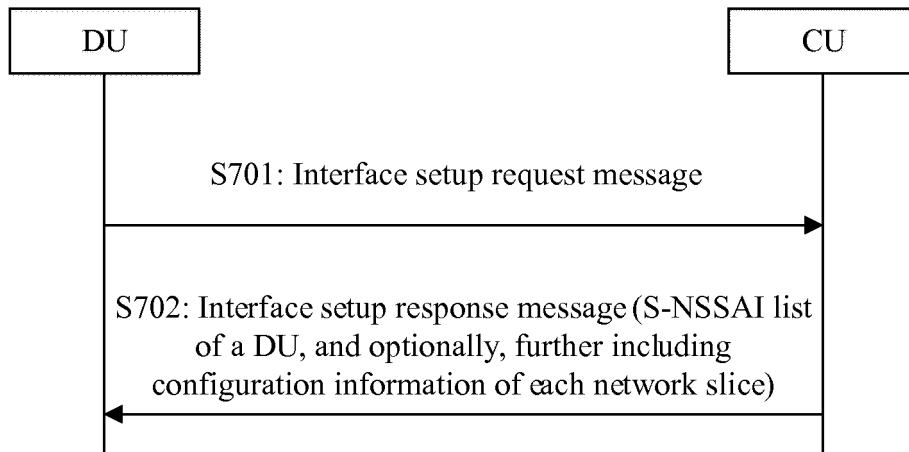 DU
CU
S701: Interface setup request message
S702: Interface setup response message (S-NSSAI list
of a DU, and optionally, further including
configuration information of each network slice)